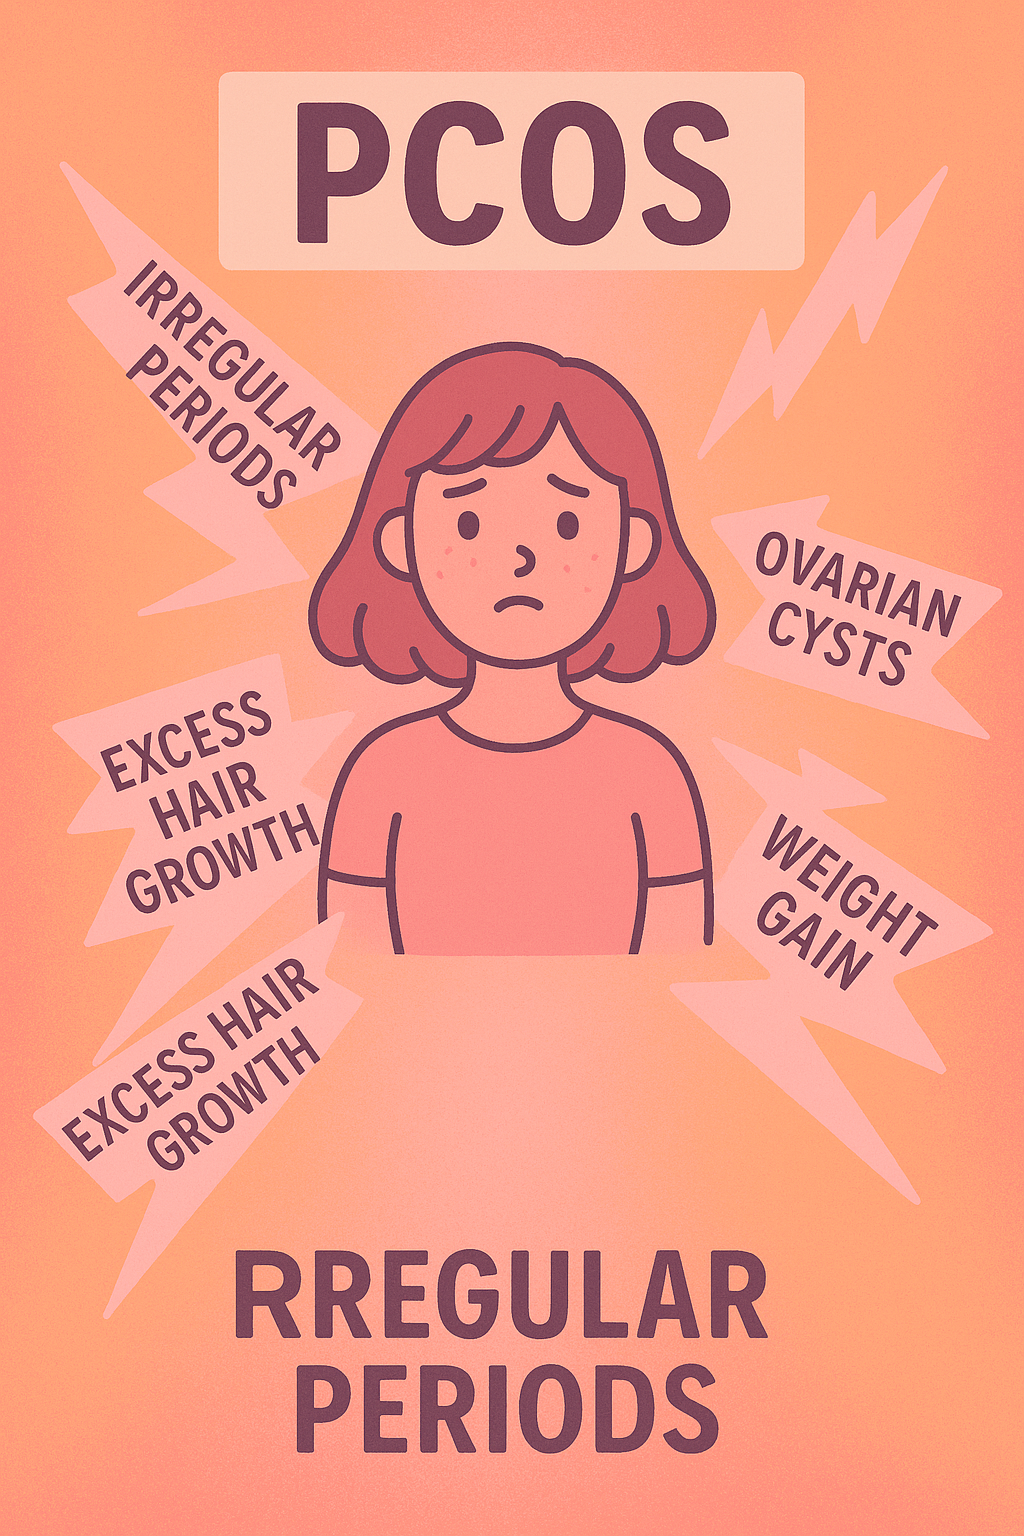 PCOS
IRREGULAR
PERIODS
OVARIAN
CYSTS
EXCESS
HAIR
GROWTH
WEIGHT
GAIN
EXCESS HAIR
GROWTH
RREGULAR
PERIODS